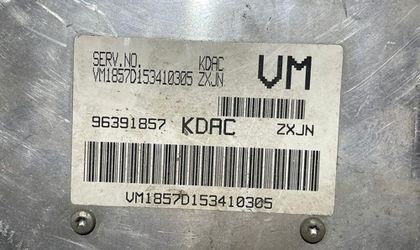 SERV.NO. KDAC VM
VM1857D153410305 ZXJN
96391857 KDAC ZXJN
VM1857D153410305